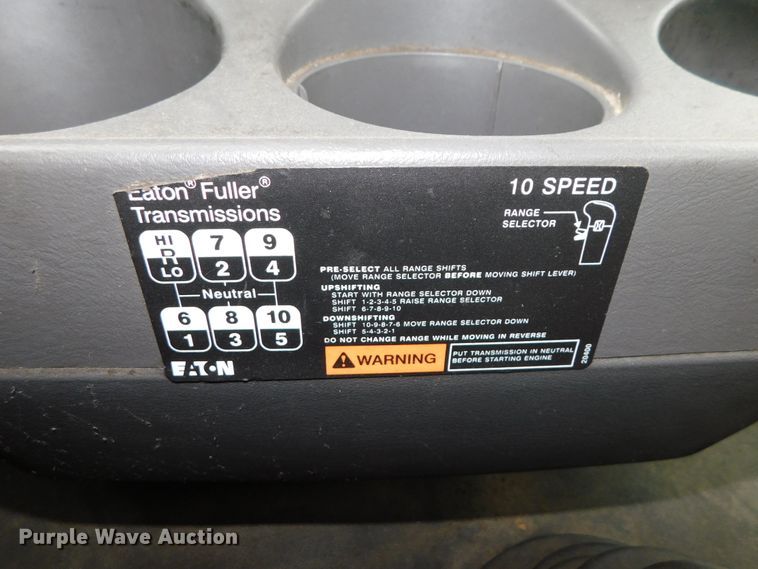 Eaton® Fuller®
Transmissions
10 SPEED
RANGE
SELECTOR
HI R LO 7 2 9 4
Neutral
6 1 8 3 10 5
EATON
PRE-SELECT ALL RANGE SHIFTS
(MOVE RANGE SELECTOR BEFORE MOVING SHIFT LEVER)
UPSHIFTING
START WITH RANGE SELECTOR DOWN
SHIFT 1-2-3-4-5 RAISE RANGE SELECTOR
SHIFT 6-7-8-9-10
DOWNSHIFTING
SHIFT 10-9-8-7-6 MOVE RANGE SELECTOR DOWN
SHIFT 5-4-3-2-1
DO NOT CHANGE RANGE WHILE MOVING IN REVERSE
WARNING
PUT TRANSMISSION IN NEUTRAL
BEFORE STARTING ENGINE
20400
Purple Wave Auction